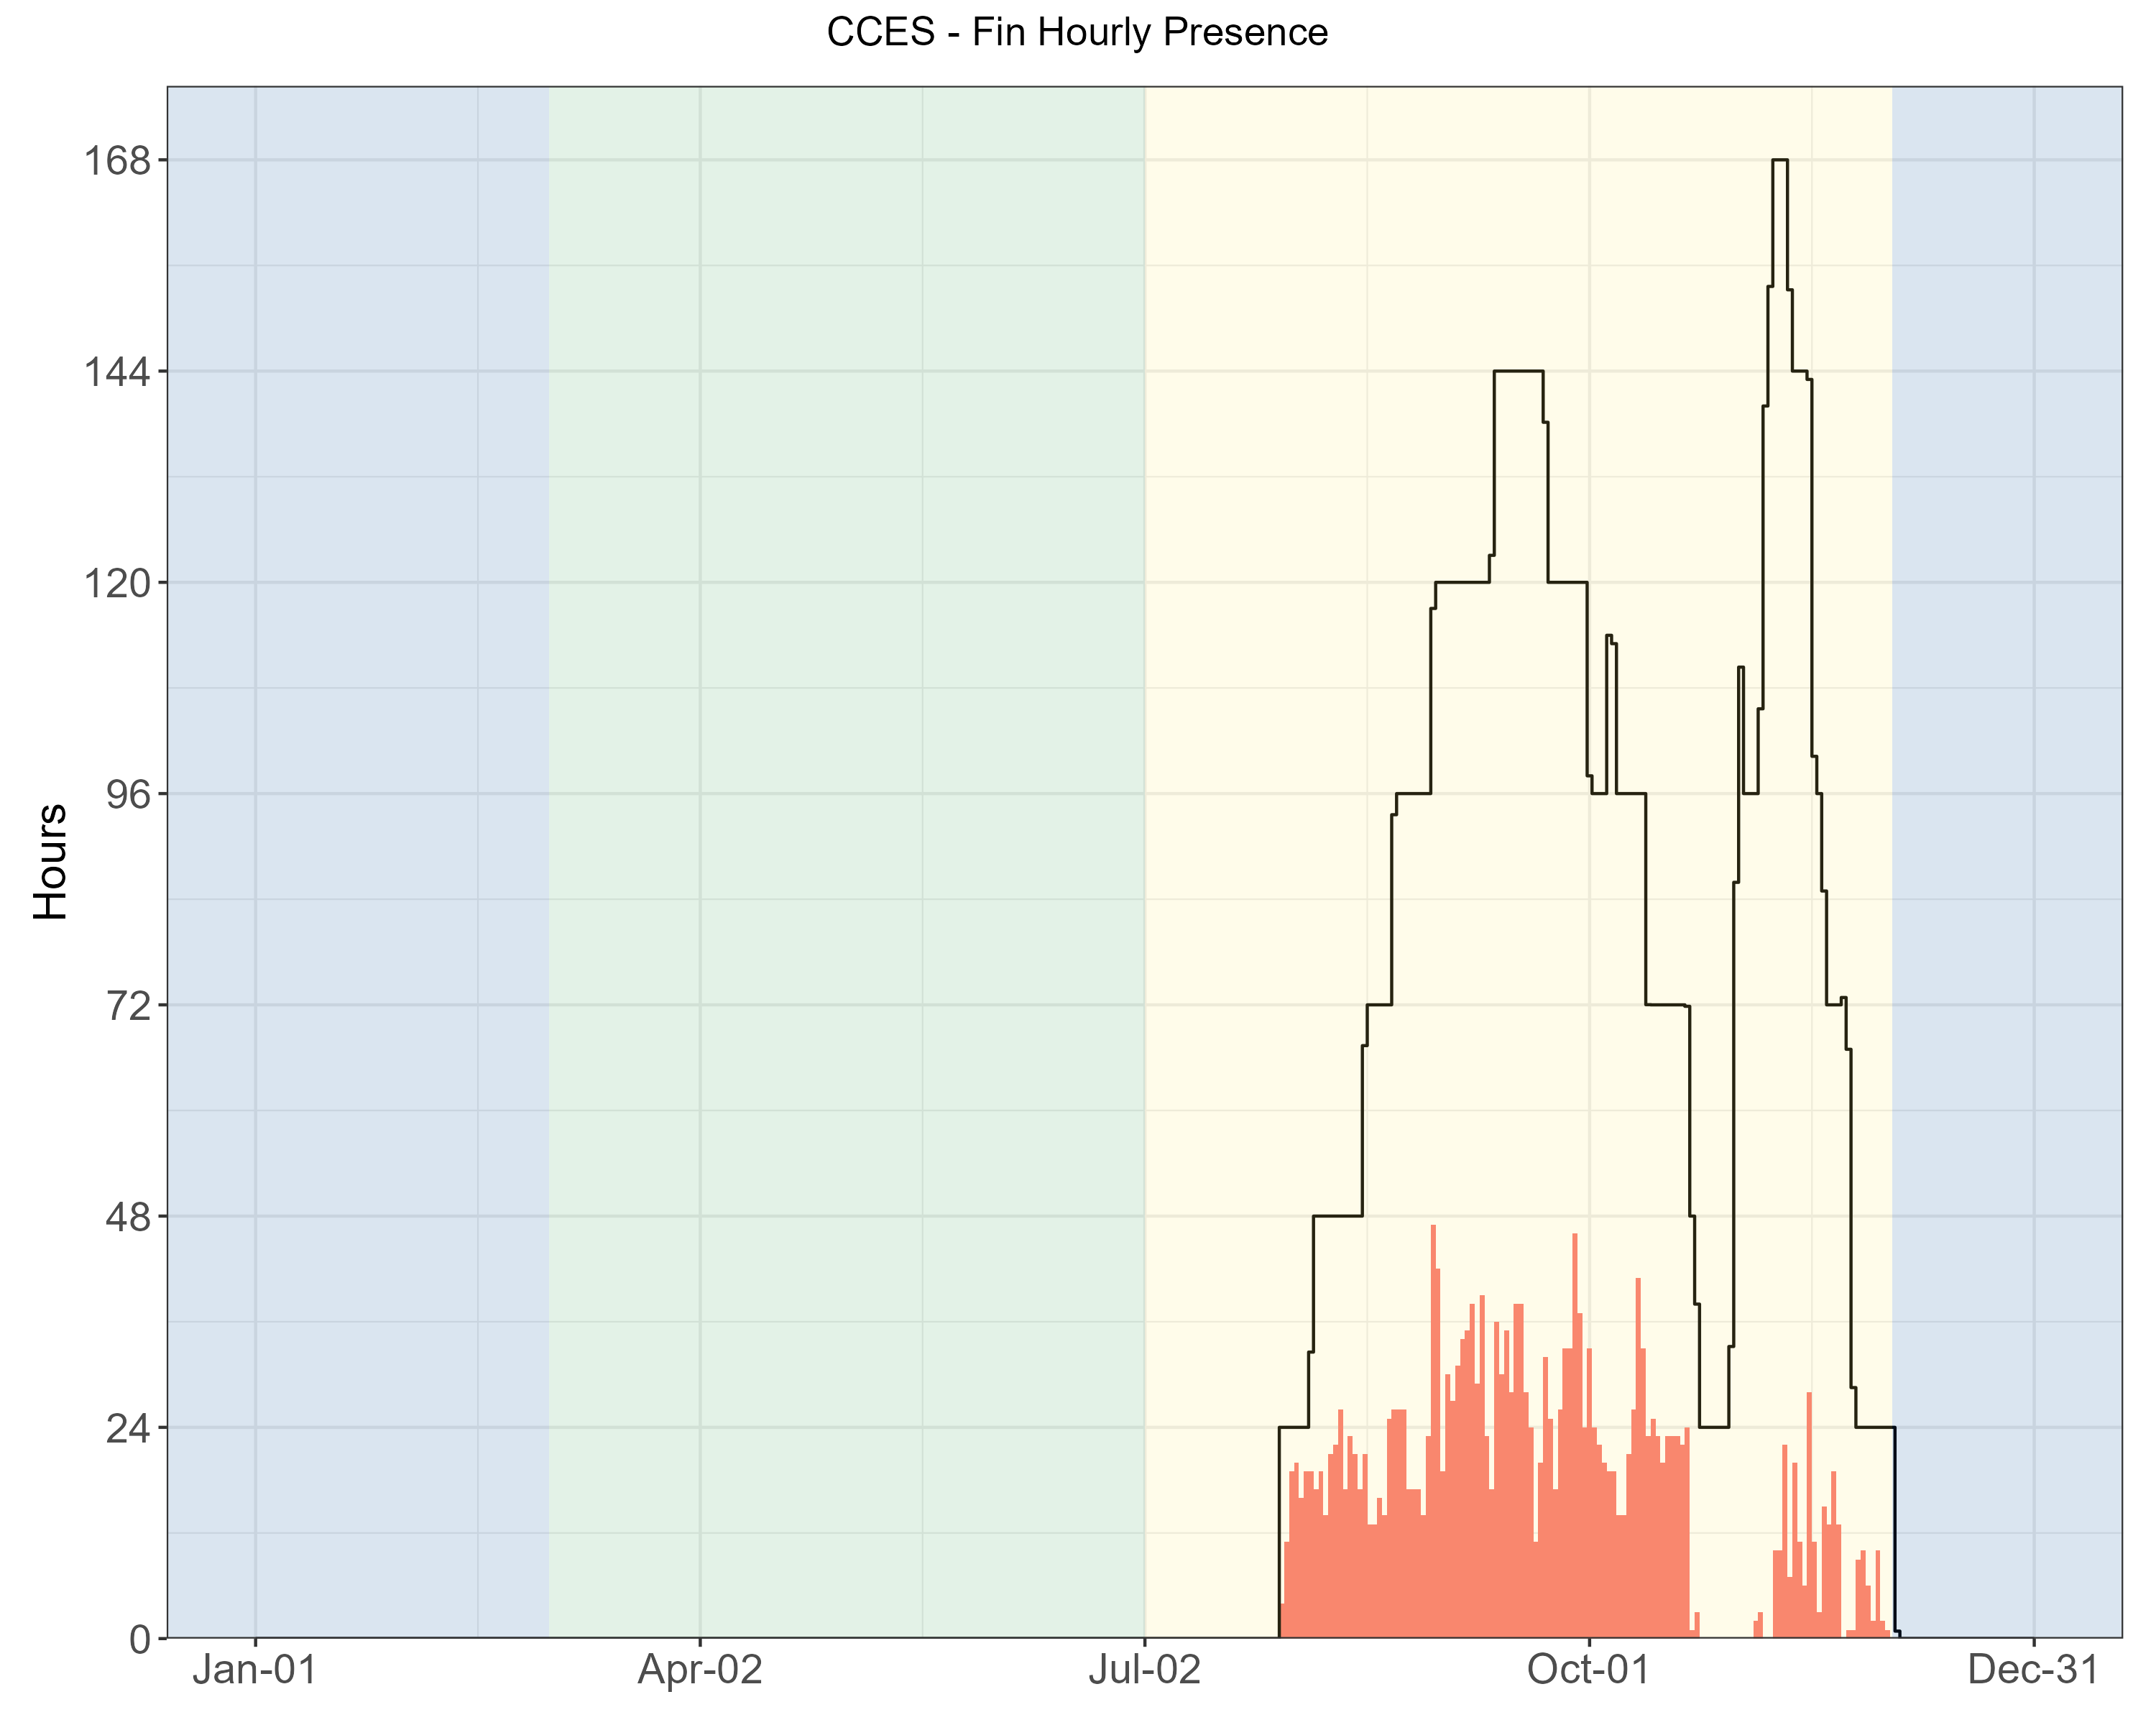 CCES - Fin Hourly Presence
Hours
168
144
120
96
72
48
24
0
Jan-01 Apr-02 Jul-02 Oct-01 Dec-31